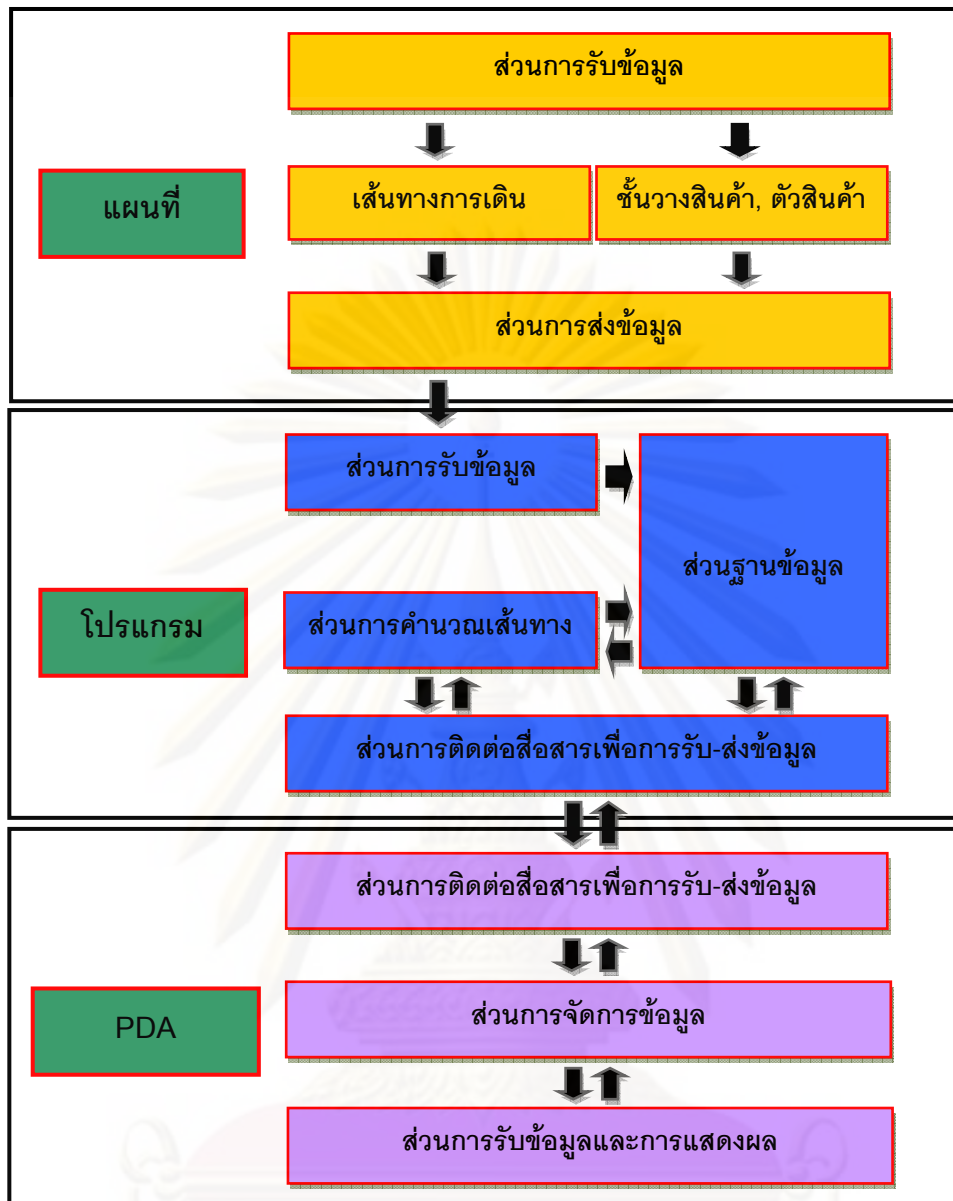 ส่วนการรับข้อมูล
แผนที่
เส้นทางการเดิน
ชั้นวางสินค้า, ตัวสินค้า
ส่วนการส่งข้อมูล
ส่วนการรับข้อมูล
ส่วนฐานข้อมูล
โปรแกรม
ส่วนการคำนวณเส้นทาง
ส่วนการติดต่อสื่อสารเพื่อการรับ-ส่งข้อมูล
ส่วนการติดต่อสื่อสารเพื่อการรับ-ส่งข้อมูล
PDA
ส่วนการจัดการข้อมูล
ส่วนการรับข้อมูลและการแสดงผล